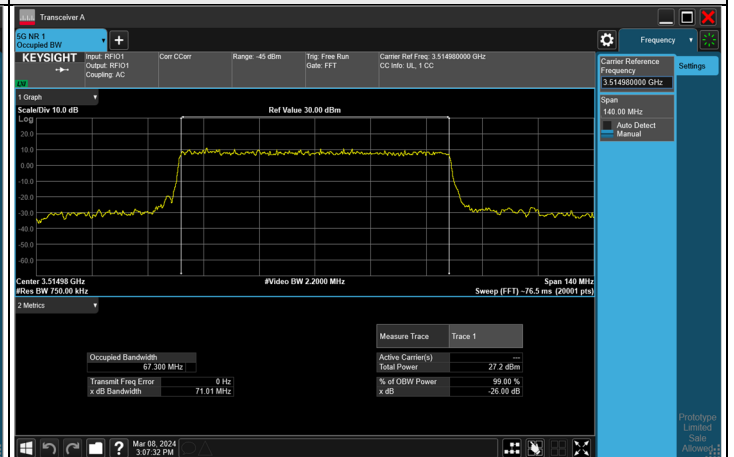 Transceiver A
5G NR 1
Occupied BW
Frequency
KEYSIGHT
Input: RFIO1
Output: RFIO1
Coupling: AC
Corr CCorr
Range: -45 dBm
Trig: Free Run
Gate: FFT
Carrier Ref Freq: 3.514980000 GHz
CC Info: UL, 1 CC
Carrier Reference
Frequency
3.514980000 GHz
Settings
Span
140.00 MHz
Auto Detect
Manual
1 Graph
Scale/Div 10.0 dB
Ref Value 30.00 dBm
Log
20.0
10.0
0.00
-10.0
-20.0
-30.0
-40.0
-50.0
-60.0
Center 3.51498 GHz
#Video BW 2.2000 MHz
Span 140 MHz
#Res BW 750.00 kHz
Sweep (FFT) ~76.5 ms (20001 pts)
2 Metrics
Measure Trace
Trace 1
Occupied Bandwidth
67.300 MHz
Active Carrier(s)
---
Total Power
27.2 dBm
Transmit Freq Error
0 Hz
x dB Bandwidth
71.01 MHz
% of OBW Power
99.00 %
x dB
-26.00 dB
Prototype
Limited
Sale
Allowed
Mar 08, 2024
3:07:32 PM